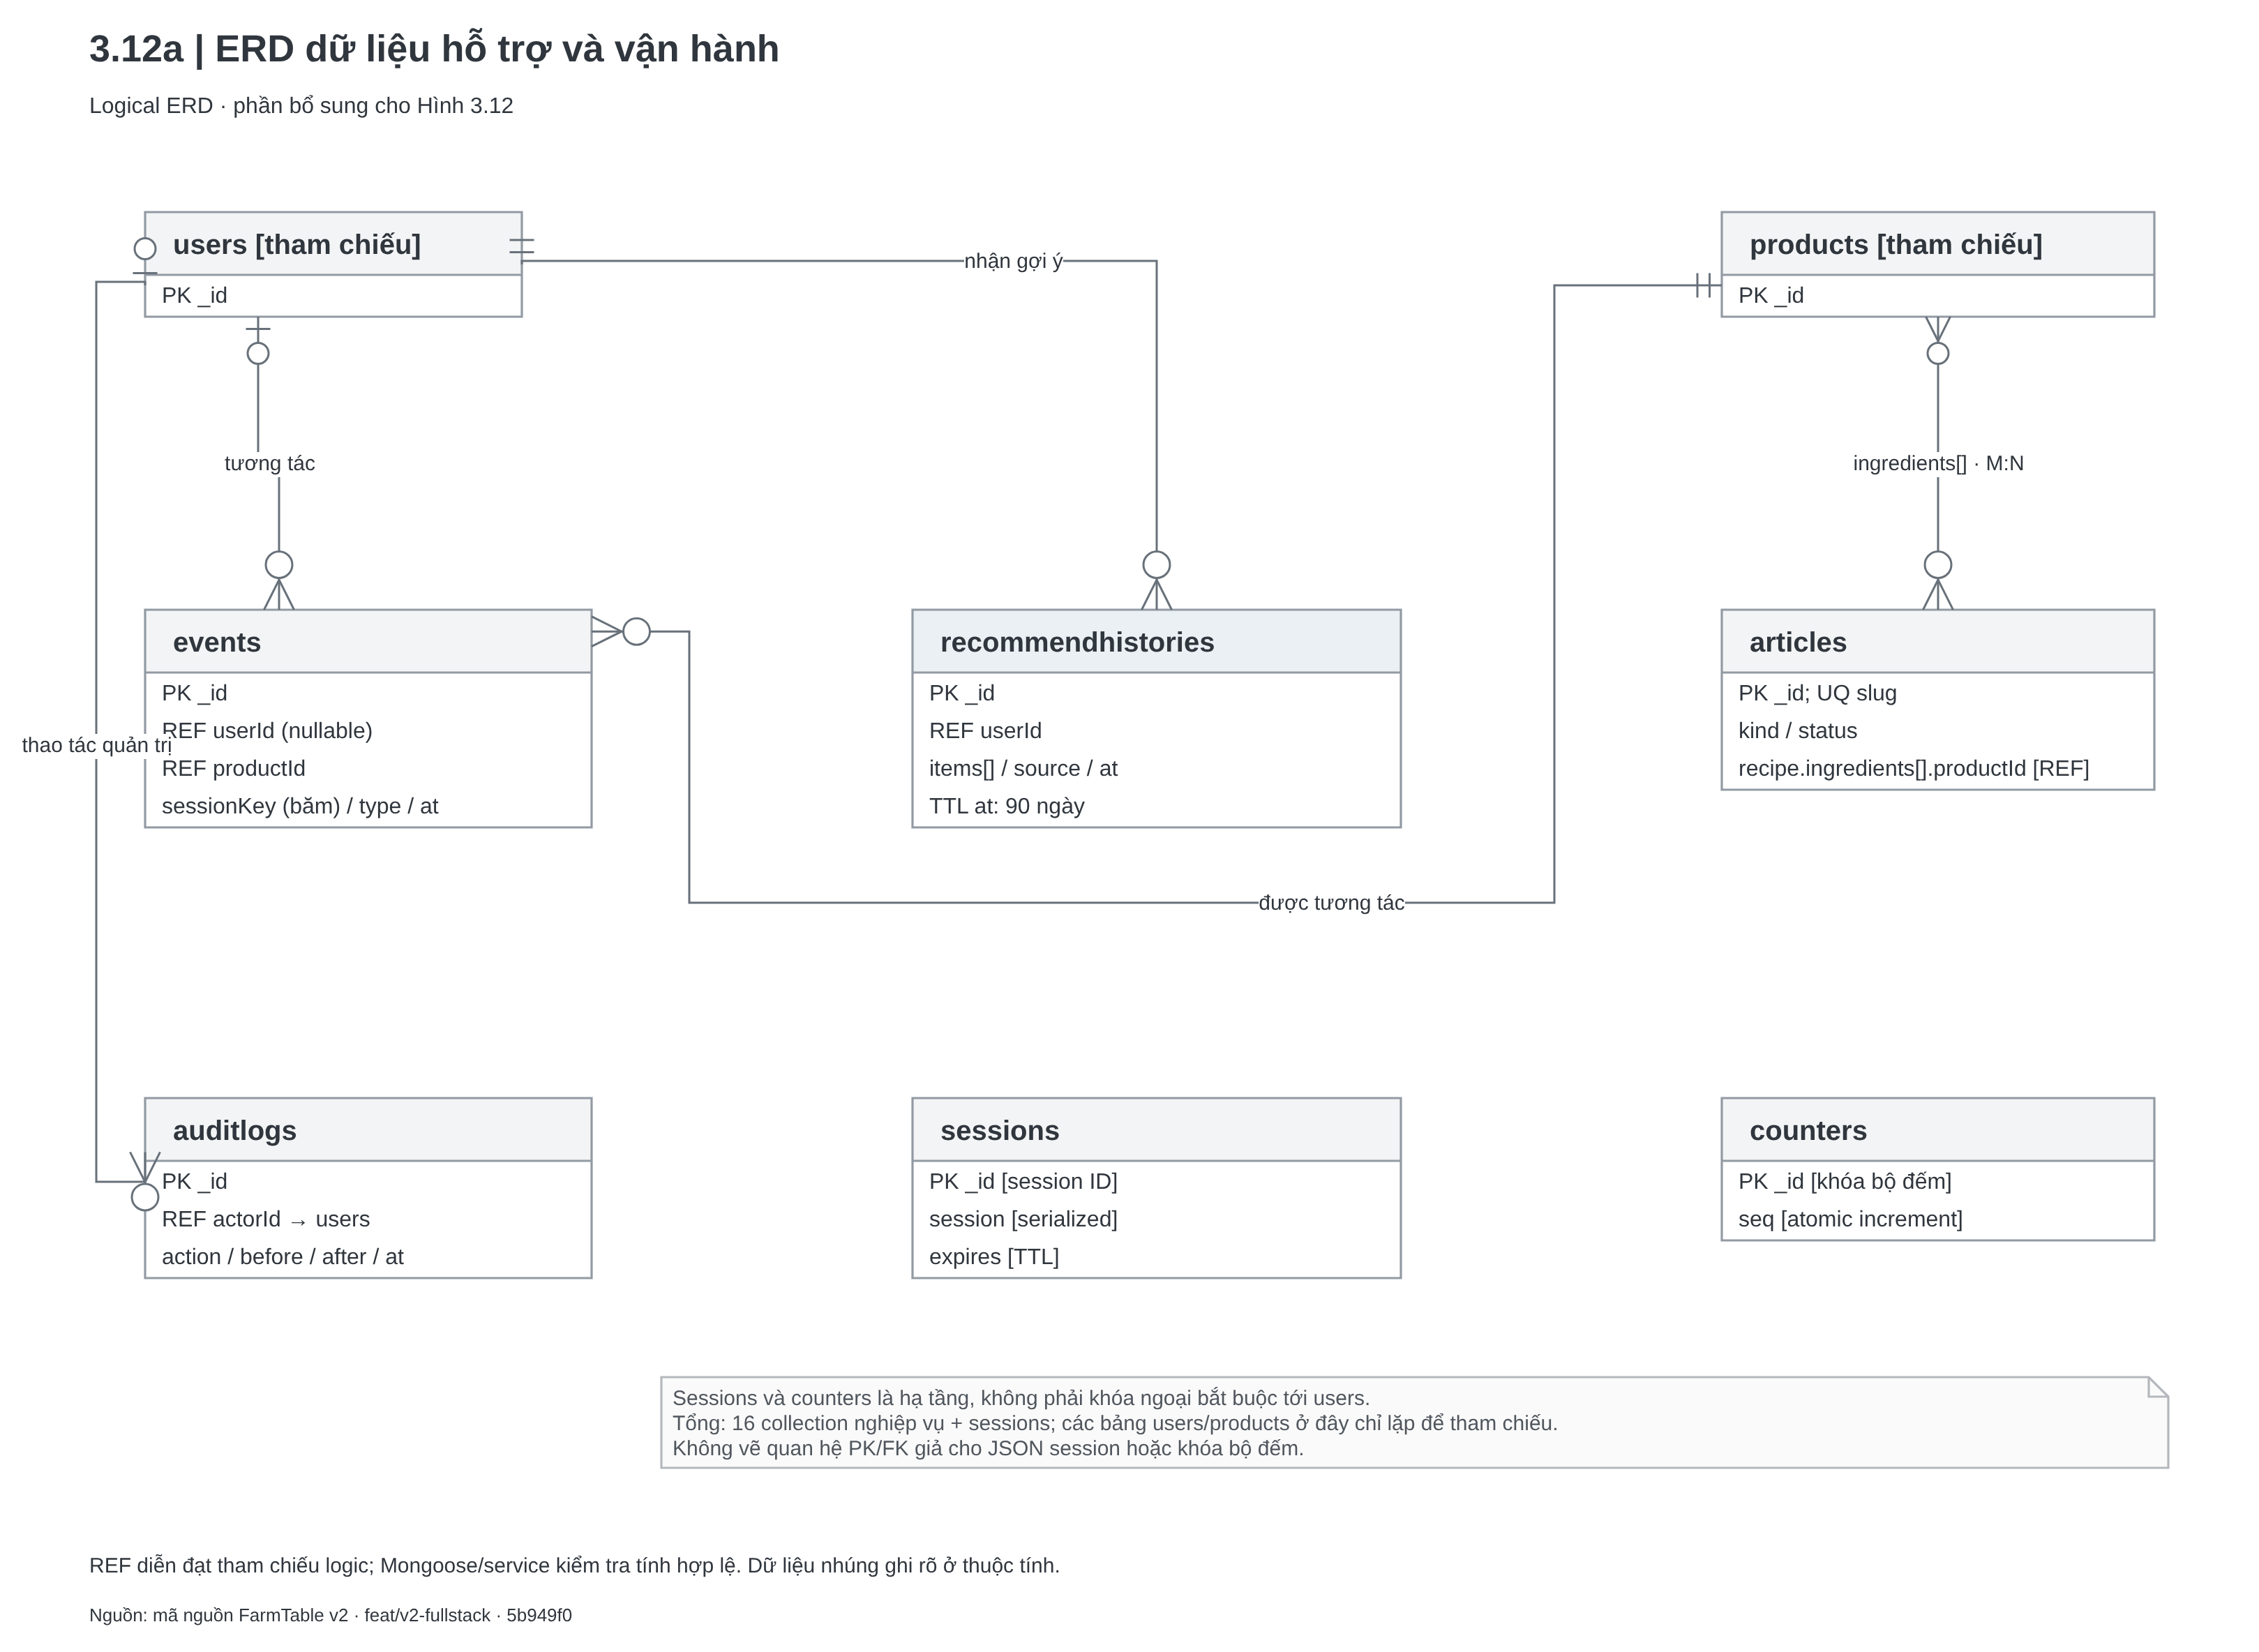 3.12a | ERD dữ liệu hỗ trợ và vận hành
Logical ERD · phần bổ sung cho Hình 3.12
users [tham chiếu]
PK _id
nhận gợi ý
products [tham chiếu]
PK _id
tương tác
ingredients[] · M:N
events
PK _id
REF userId (nullable)
REF productId
sessionKey (băm) / type / at
thao tác quản trị
recommendhistories
PK _id
REF userId
items[] / source / at
TTL at: 90 ngày
articles
PK _id; UQ slug
kind / status
recipe.ingredients[].productId [REF]
được tương tác
auditlogs
PK _id
REF actorId → users
action / before / after / at
sessions
PK _id [session ID]
session [serialized]
expires [TTL]
counters
PK _id [khóa bộ đếm]
seq [atomic increment]
Sessions và counters là hạ tầng, không phải khóa ngoại bắt buộc tới users.
Tổng: 16 collection nghiệp vụ + sessions; các bảng users/products ở đây chỉ lặp để tham chiếu.
Không vẽ quan hệ PK/FK giả cho JSON session hoặc khóa bộ đếm.
REF diễn đạt tham chiếu logic; Mongoose/service kiểm tra tính hợp lệ. Dữ liệu nhúng ghi rõ ở thuộc tính.
Nguồn: mã nguồn FarmTable v2 · feat/v2-fullstack · 5b949f0